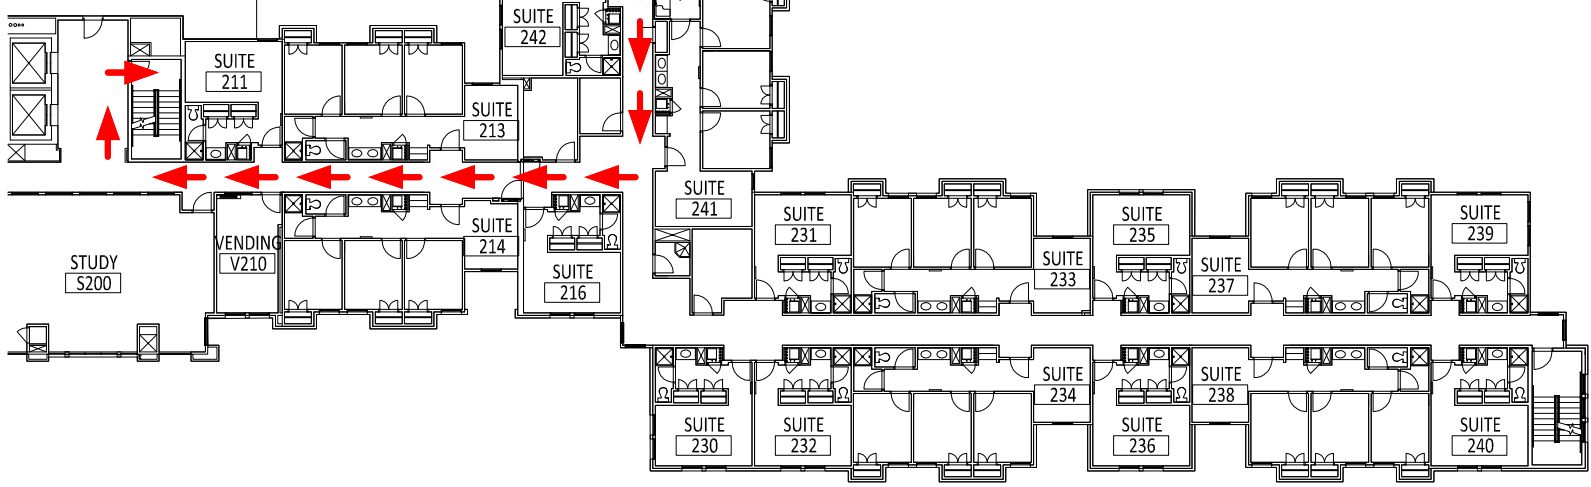 SUITE
242
SUITE
211
SUITE
213
SUITE
241
SUITE
214
VENDING
V210
STUDY
S200
SUITE
216
SUITE
231
SUITE
233
SUITE
235
SUITE
237
SUITE
239
SUITE
230
SUITE
232
SUITE
234
SUITE
236
SUITE
238
SUITE
240